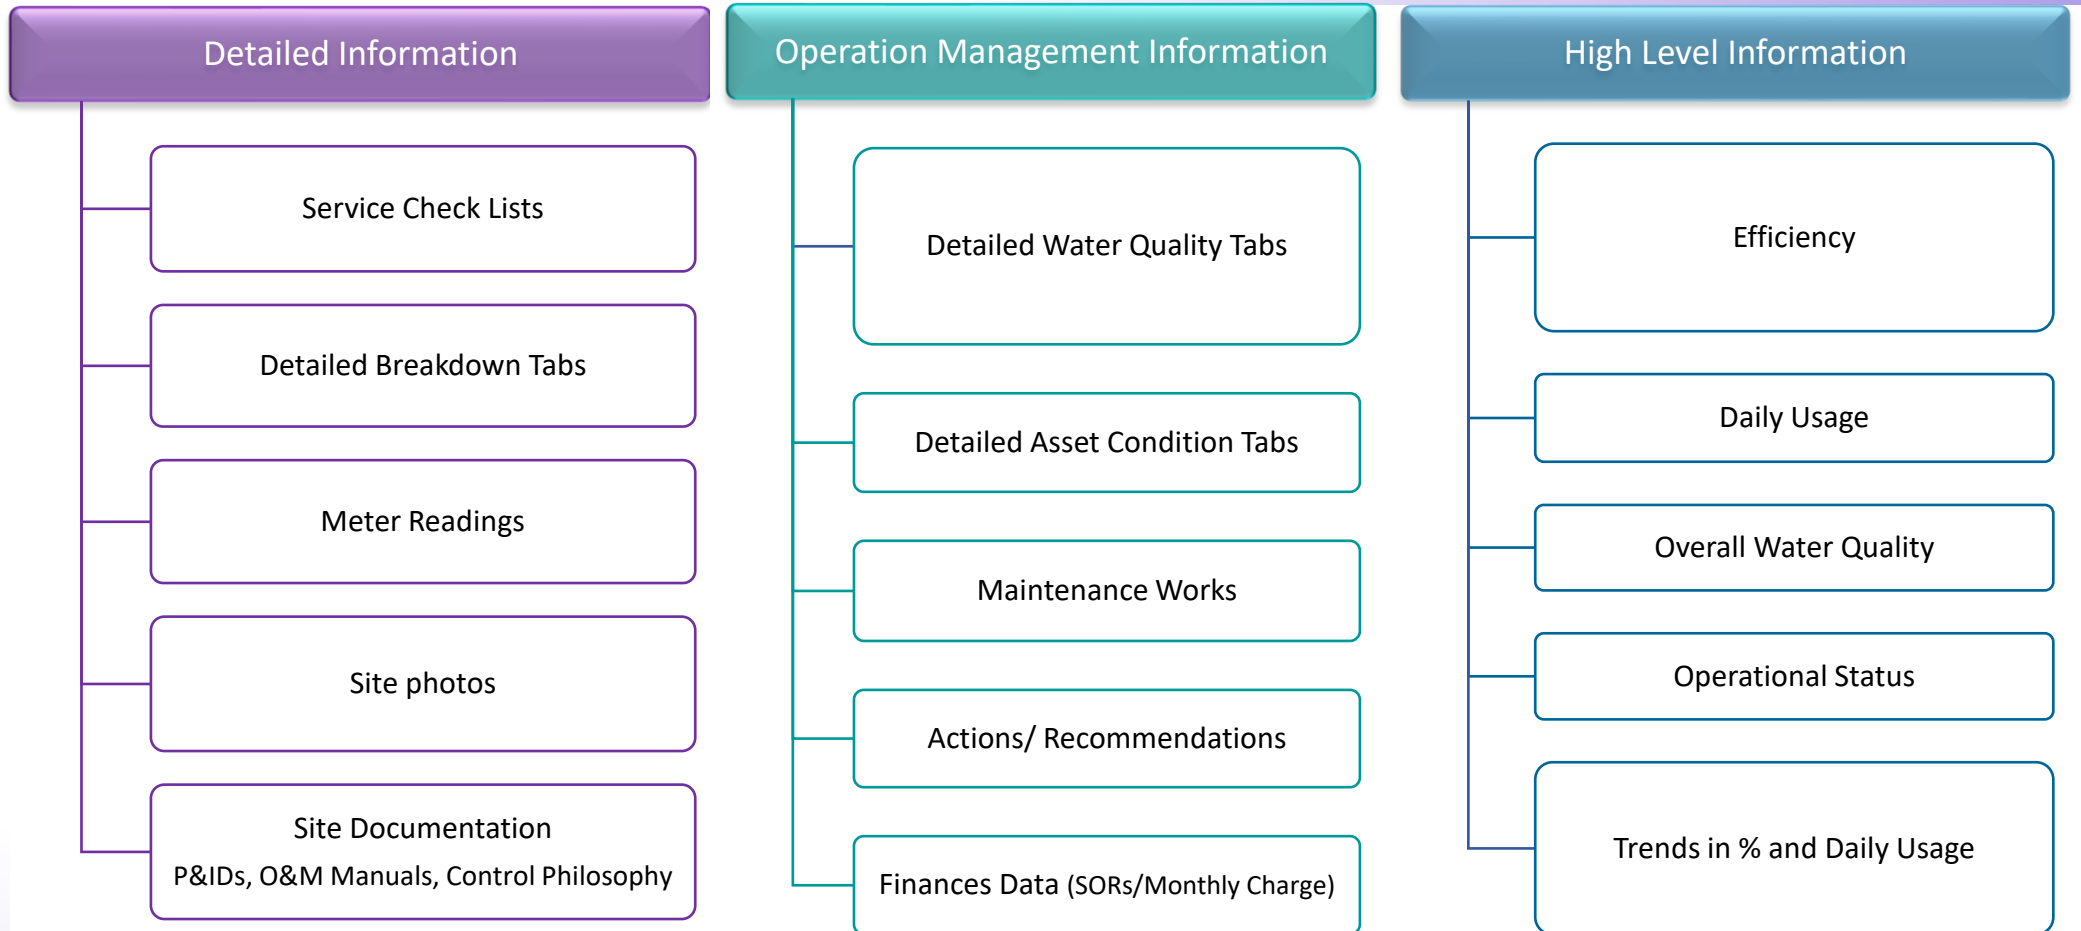 Detailed Information
Service Check Lists
Detailed Breakdown Tabs
Meter Readings
Site photos
Site Documentation
P&IDs, O&M Manuals, Control Philosophy
Operation Management Information
Detailed Water Quality Tabs
Detailed Asset Condition Tabs
Maintenance Works
Actions/ Recommendations
Finances Data (SORs/Monthly Charge)
High Level Information
Efficiency
Daily Usage
Overall Water Quality
Operational Status
Trends in % and Daily Usage